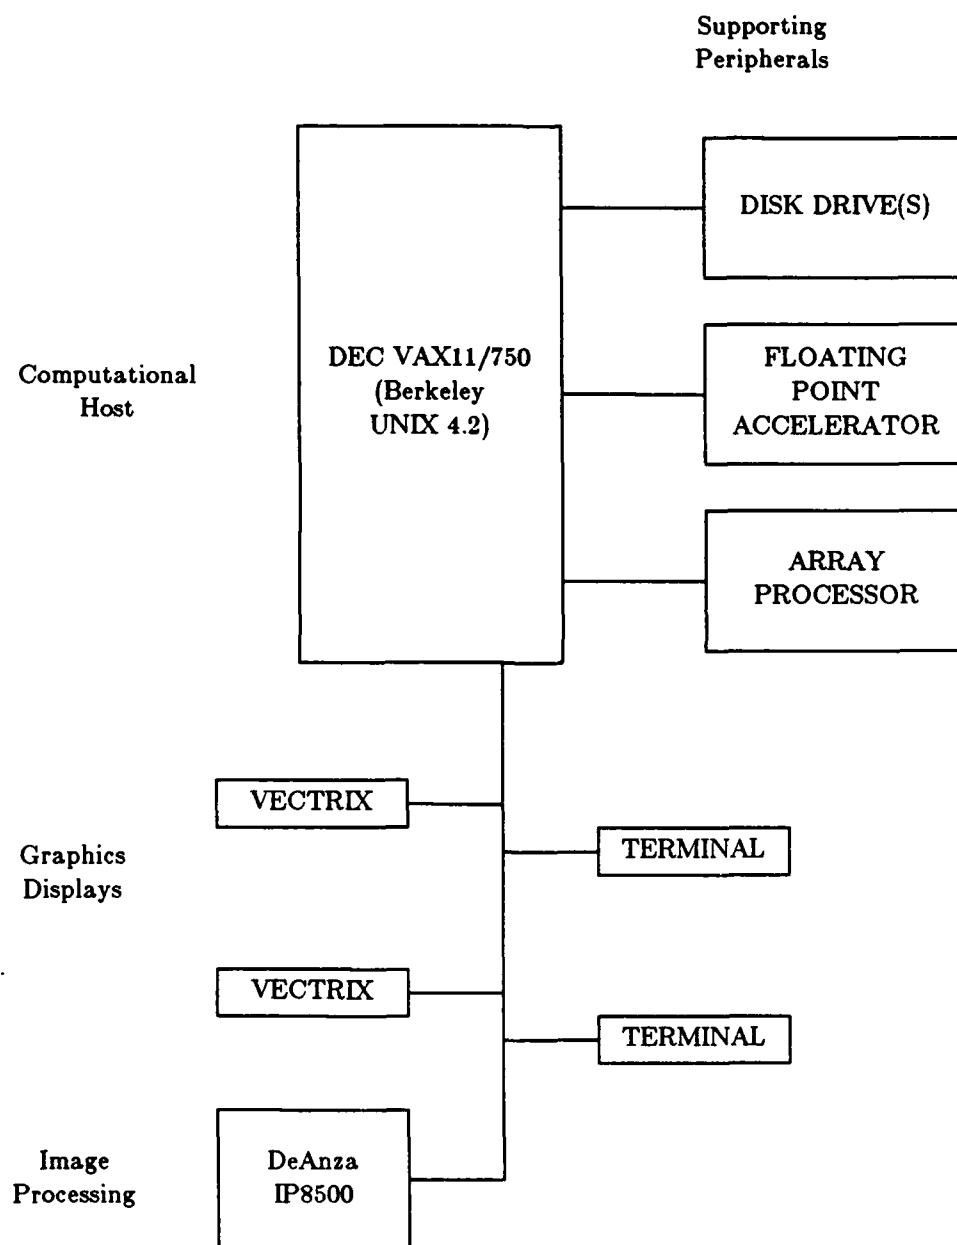 Supporting
Peripherals
DISK DRIVE(S)
DEC VAX11/750
(Berkeley
UNIX 4.2)
FLOATING
POINT
ACCELERATOR
Computational
Host
ARRAY
PROCESSOR
VECTRIX
TERMINAL
Graphics
Displays
VECTRIX
TERMINAL
Image
Processing
DeAnza
IP8500